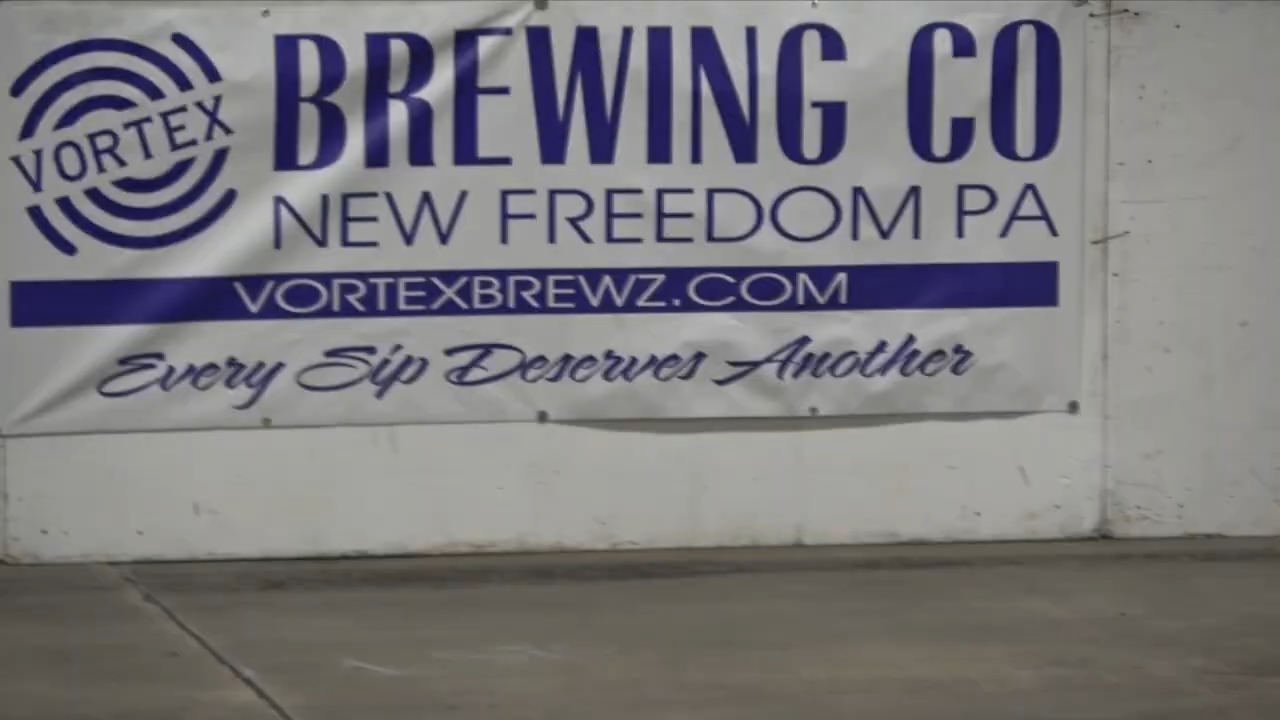 VORTEX
BREWING CO
NEW FREEDOM PA
VORTEXBREWZ.COM
Every Sip Deserves Another